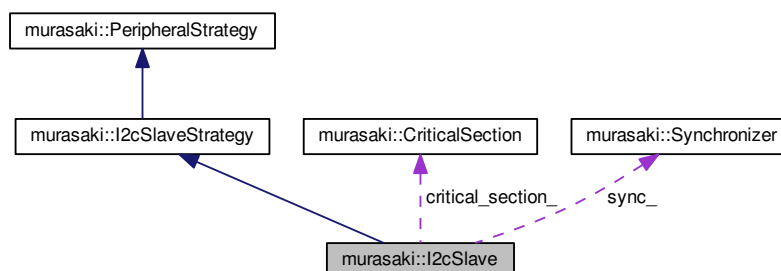 murasaki::PeripheralStrategy
murasaki::I2cSlaveStrategy
murasaki::CriticalSection
murasaki::Synchronizer
critical_section_
sync_
murasaki::I2cSlave